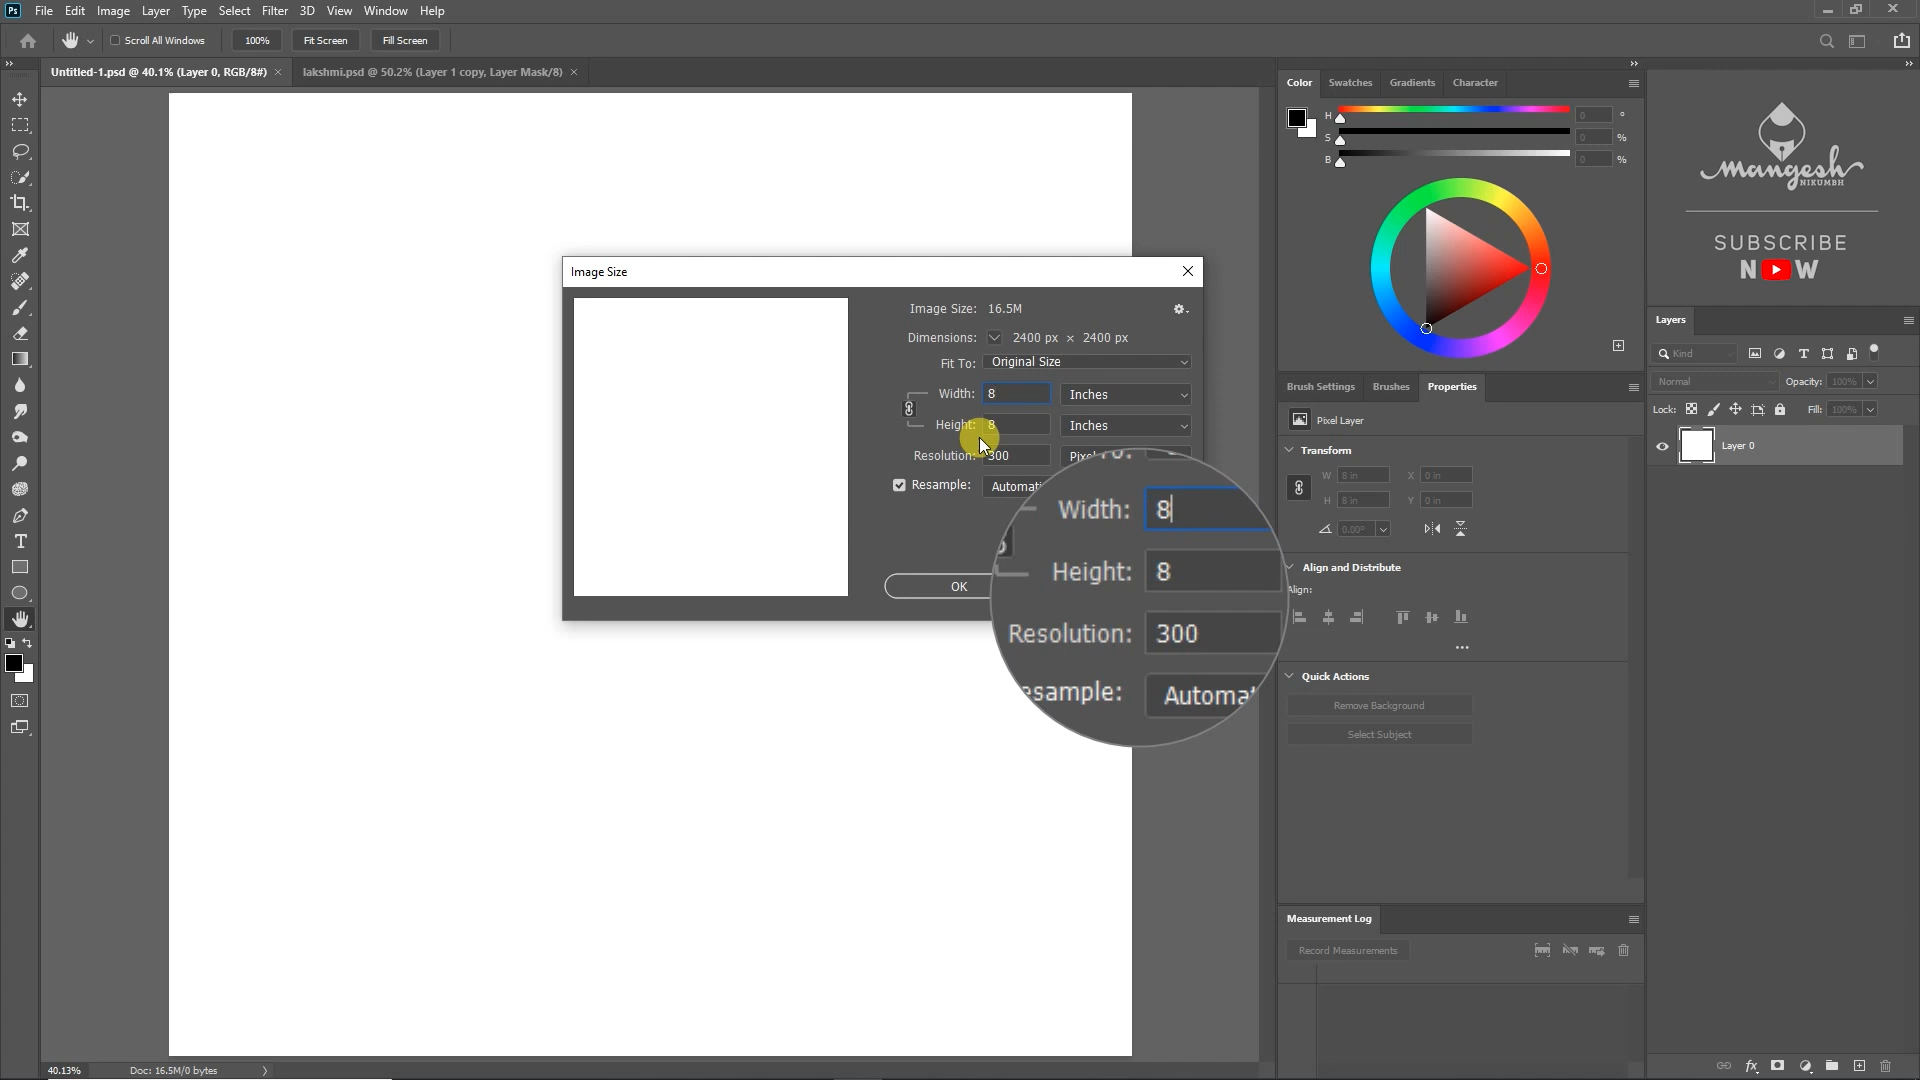 Ps File Edit Image Layer Type Select Filter 3D View Window Help
Scroll All Windows 100% Fit Screen Fill Screen
Untitled-1.psd @ 40.1% (Layer 0, RGB/8#) × lakshmi.psd @ 50.2% (Layer 1 copy, Layer Mask/8) ×
Color Swatches Gradients Character
H 0 °
S 0 %
B 0 %
Mangesh
NIKUMBH
SUBSCRIBE
NOW
Image Size
Image Size: 16.5M
Dimensions: 2400 px × 2400 px
Fit To: Original Size
Width: 8 Inches
Height: 8 Inches
Resolution: 300
Resample:
OK
Width: 8
Height: 8
Resolution: 300
Brush Settings Brushes Properties
Pixel Layer
Transform
W 8 in X 0 in
H 8 in Y 0 in
0.00°
Align and Distribute
Align:
Quick Actions
Remove Background
Select Subject
Measurement Log
Record Measurements
Layers
Kind
Normal Opacity: 100%
Lock: Fill: 100%
Layer 0
fx
40.13% Doc: 16.5M/0 bytes